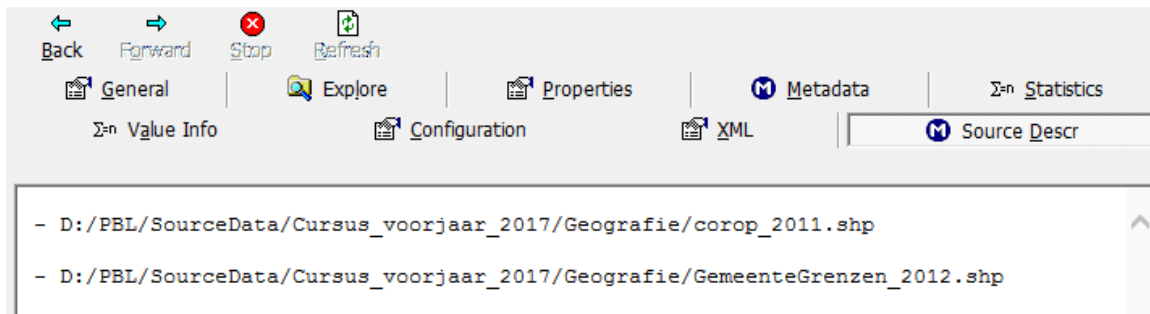 Back Forward Stop Refresh
General Explore Properties Metadata Σ=n Statistics
Σ=n Value Info Configuration XML Source Descr
- D:/PBL/SourceData/Cursus_voorjaar_2017/Geografie/corop_2011.shp
- D:/PBL/SourceData/Cursus_voorjaar_2017/Geografie/GemeenteGrenzen_2012.shp